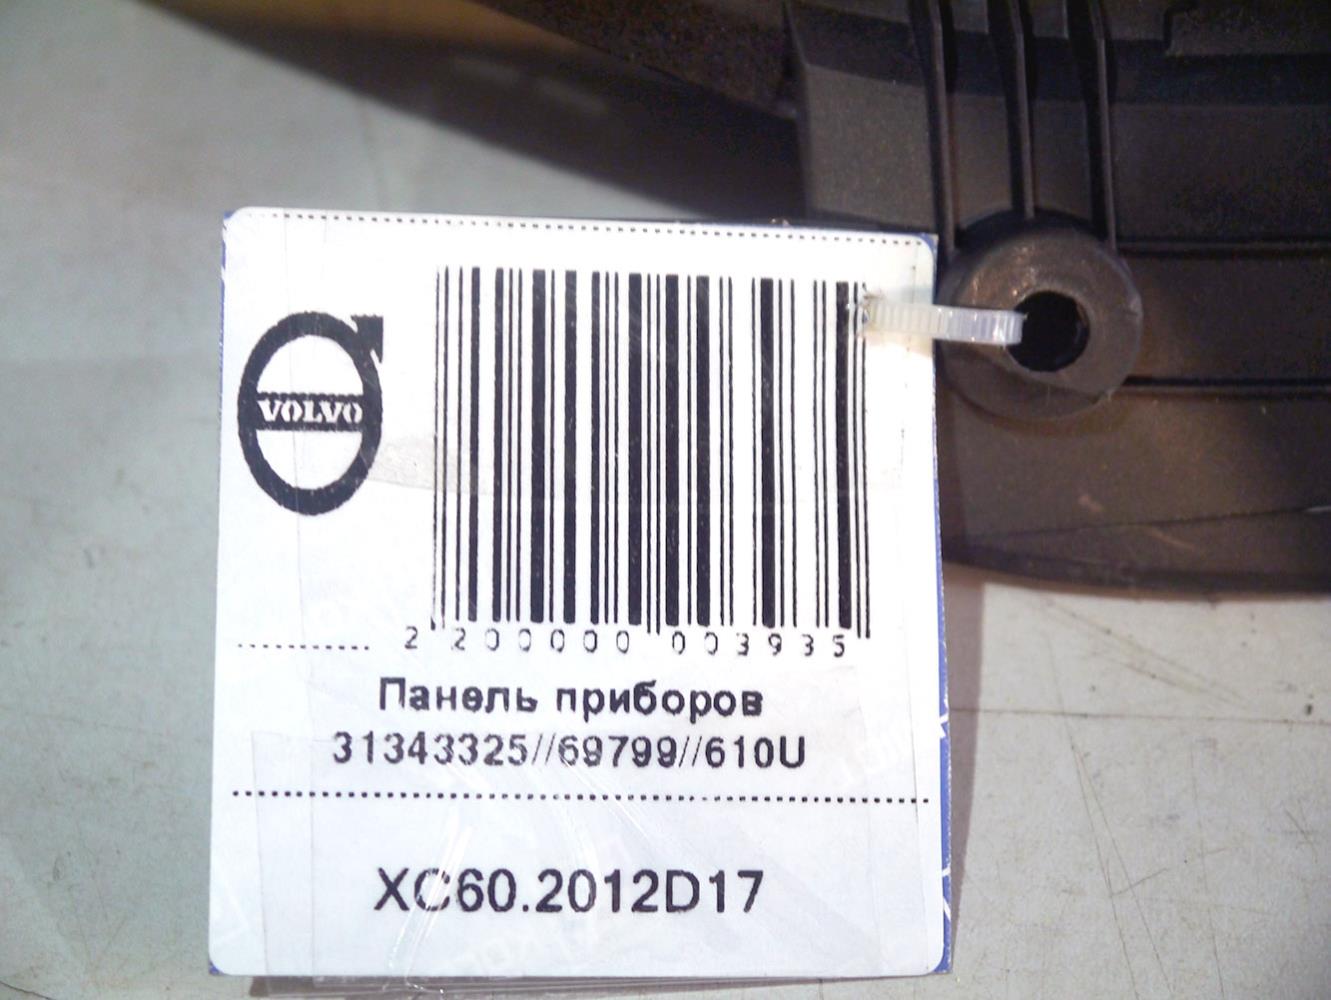 VOLVO
2 200000 003935
Панель приборов
31343325//69799//610U
XC60.2012D17